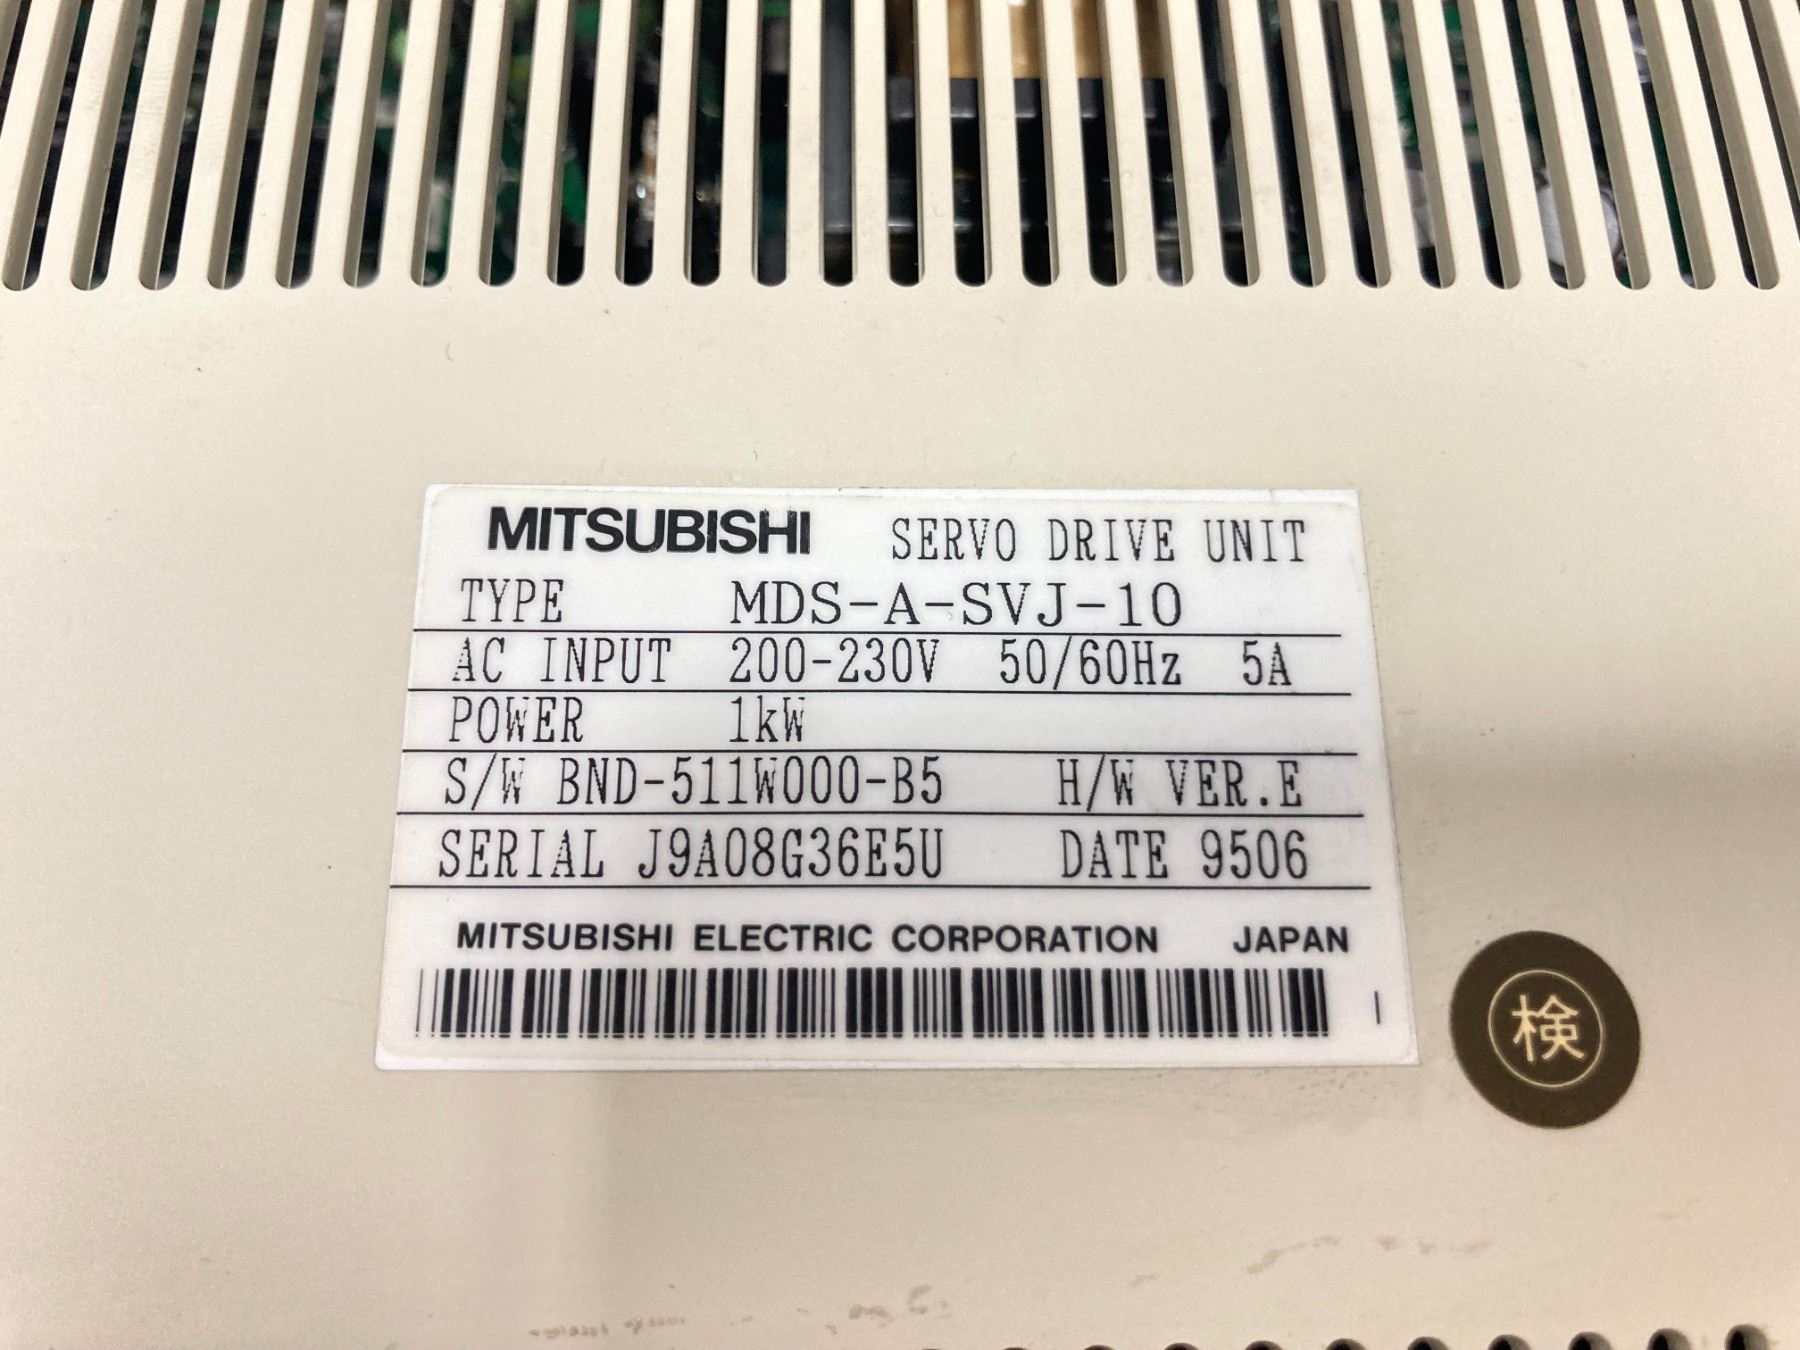 MITSUBISHI SERVO DRIVE UNIT
TYPE MDS-A-SVJ-10
AC INPUT 200-230V 50/60Hz 5A
POWER 1kW
S/W BND-511W000-B5 H/W VER.E
SERIAL J9A08G36E5U DATE 9506
MITSUBISHI ELECTRIC CORPORATION JAPAN
検